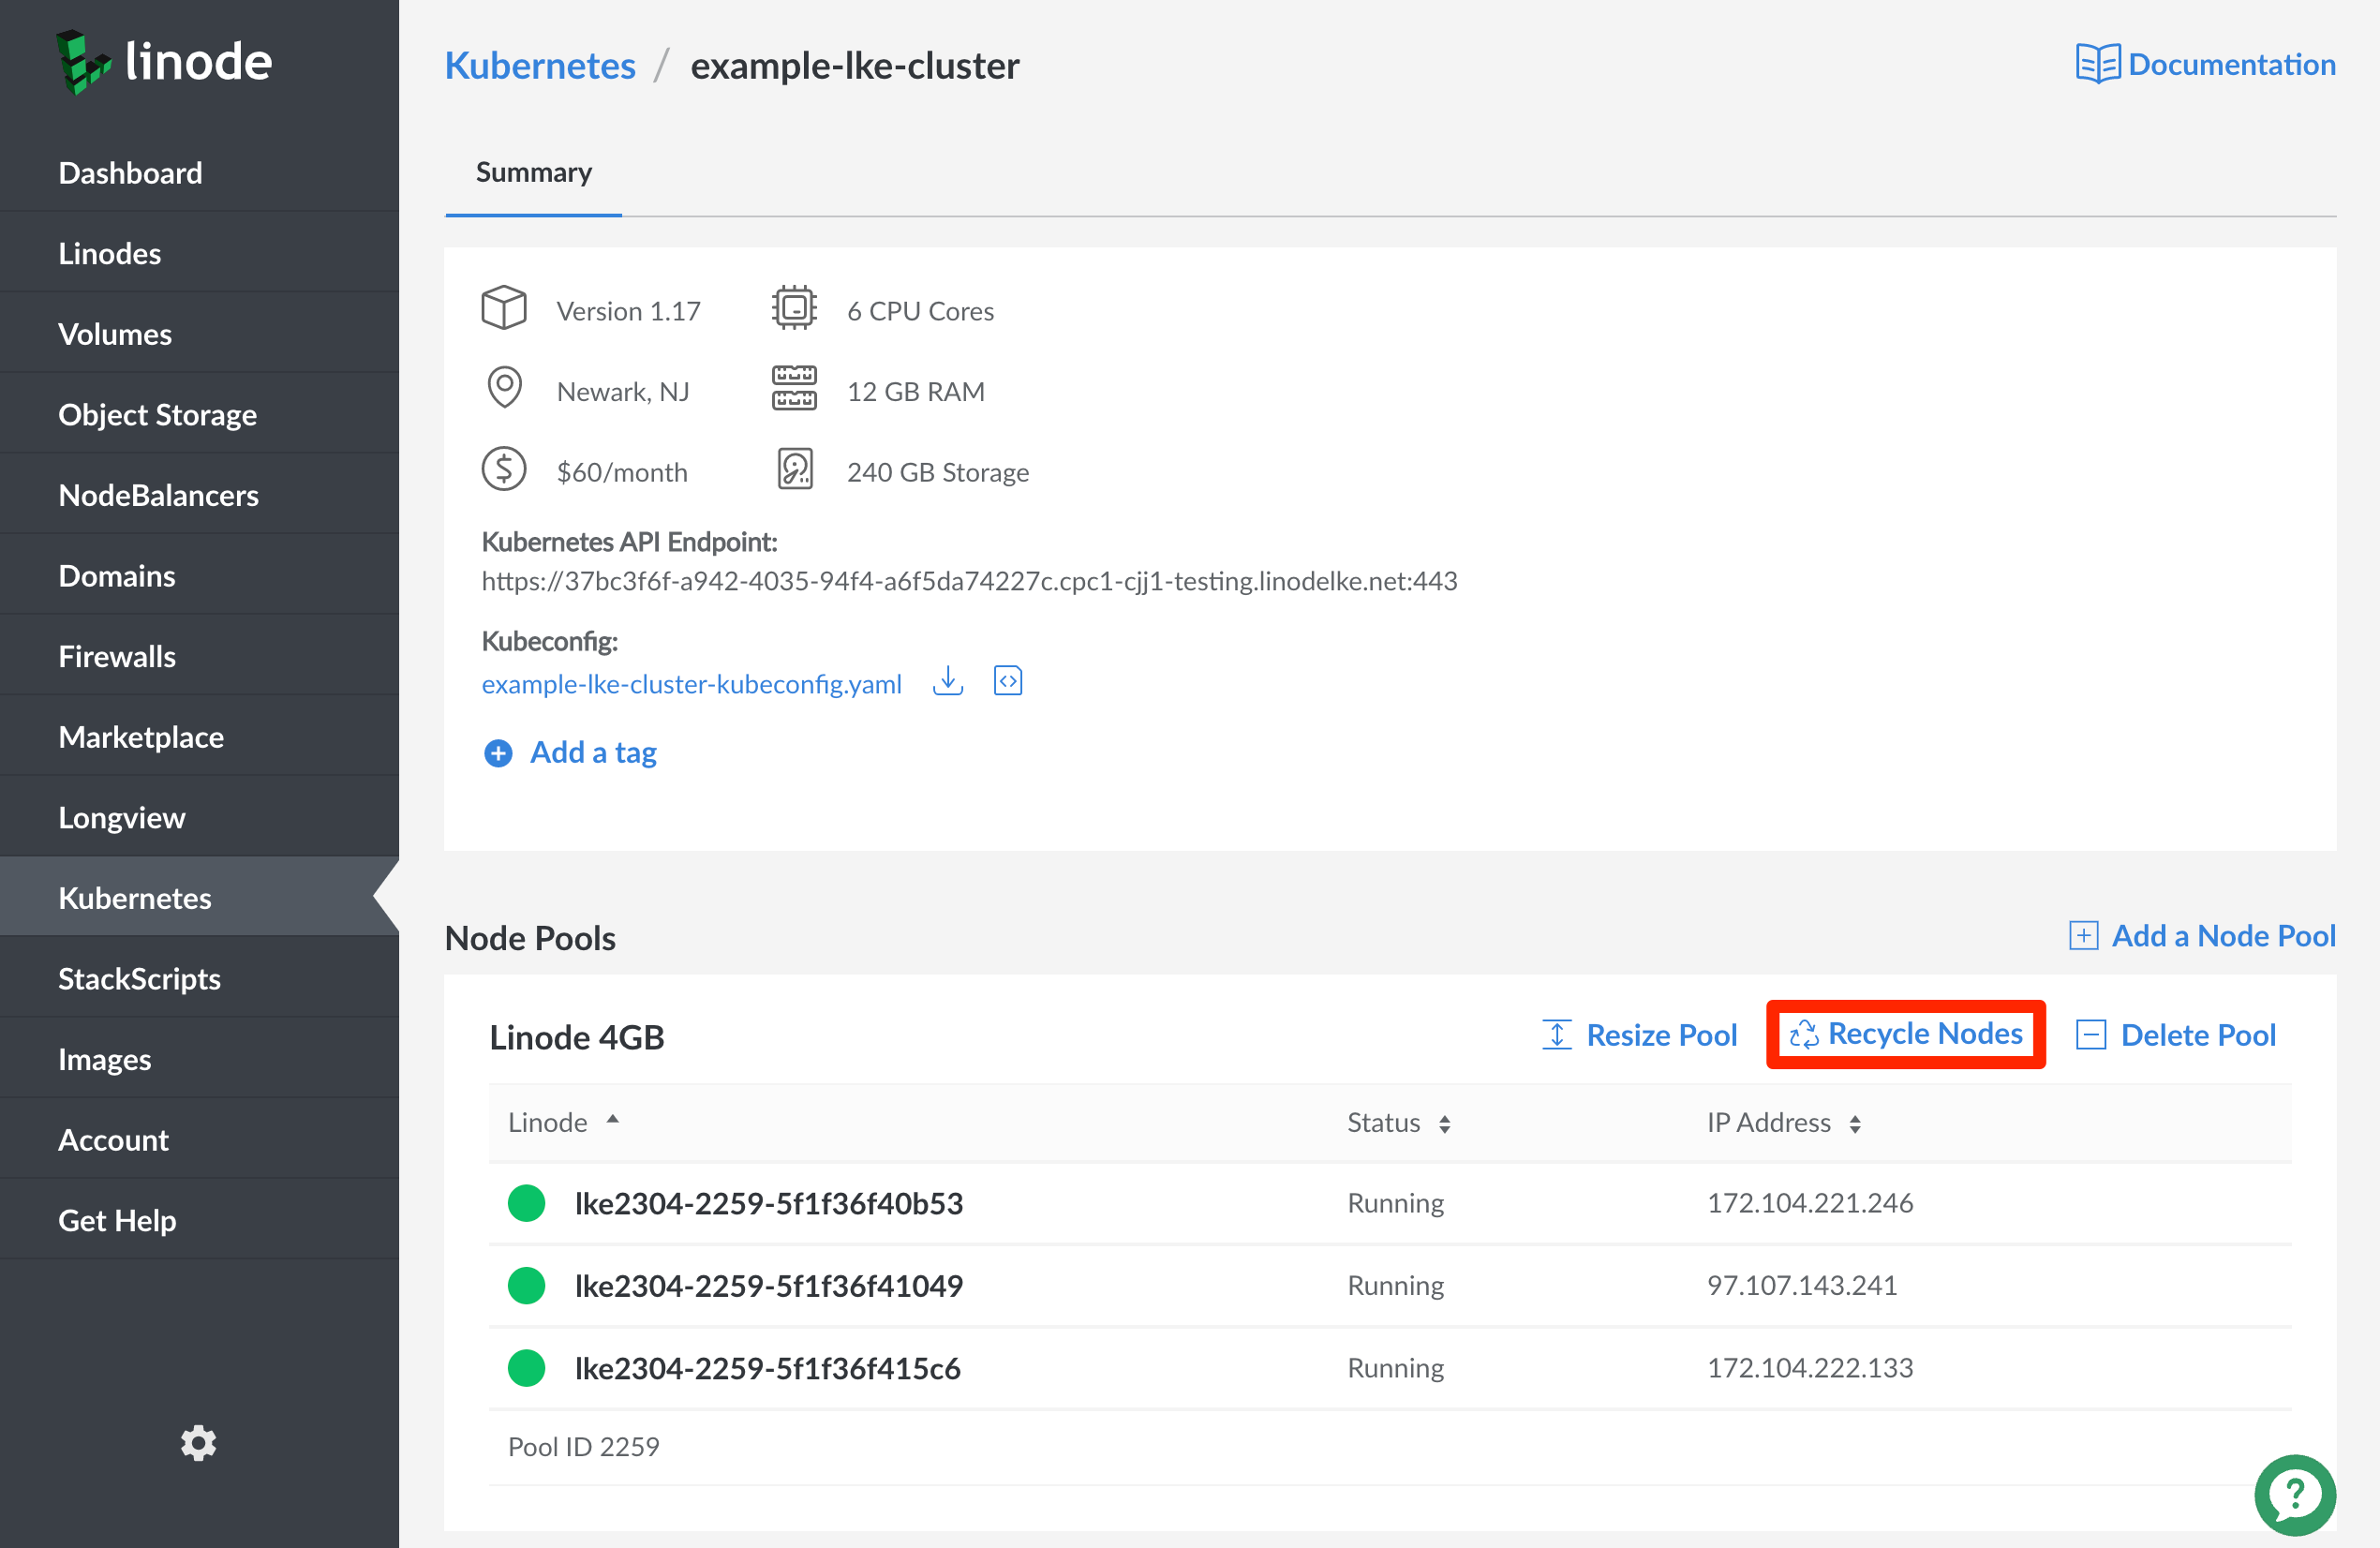 linode
Dashboard
Linodes
Volumes
Object Storage
NodeBalancers
Domains
Firewalls
Marketplace
Longview
Kubernetes
StackScripts
Images
Account
Get Help
Kubernetes / example-lke-cluster
Documentation
Summary
Version 1.17
6 CPU Cores
Newark, NJ
12 GB RAM
$60/month
240 GB Storage
Kubernetes API Endpoint:
https://37bc3f6f-a942-4035-94f4-a6f5da74227c.cpc1-cjj1-testing.linodelke.net:443
Kubeconfig:
example-lke-cluster-kubeconfig.yaml
Add a tag
Node Pools
Add a Node Pool
Linode 4GB
Resize Pool
Recycle Nodes
Delete Pool
Linode Status IP Address
lke2304-2259-5f1f36f40b53 Running 172.104.221.246
lke2304-2259-5f1f36f41049 Running 97.107.143.241
lke2304-2259-5f1f36f415c6 Running 172.104.222.133
Pool ID 2259